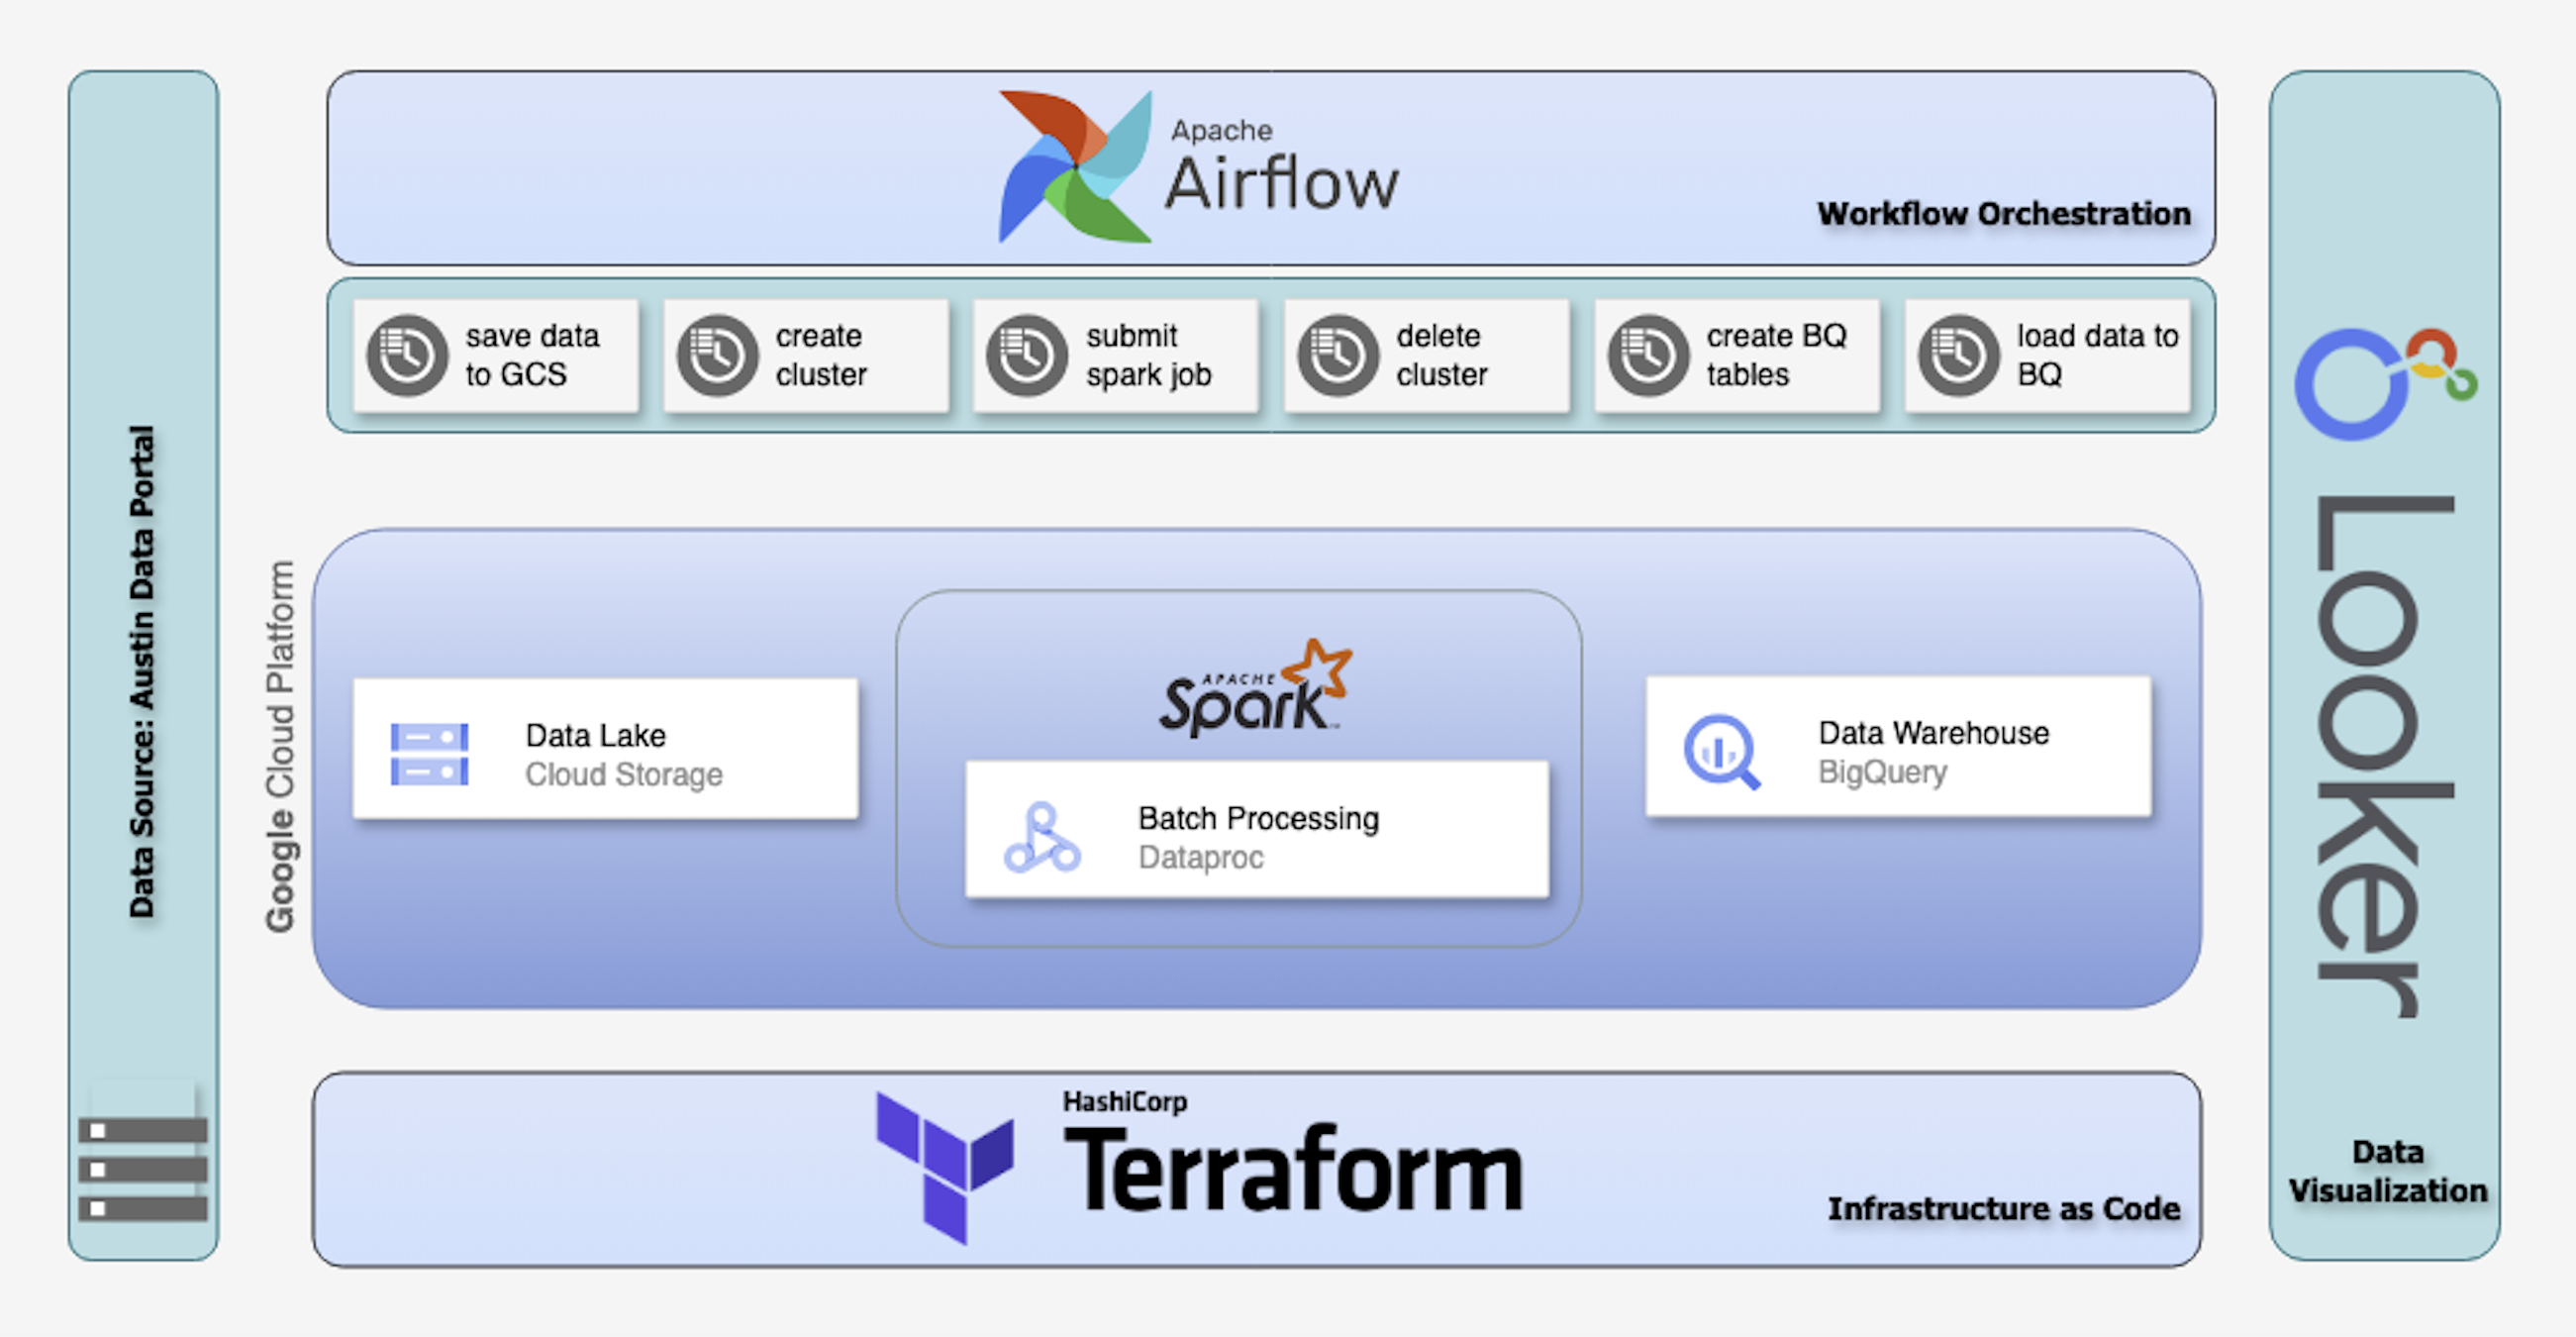 Data Source: Austin Data Portal
Apache
Airflow
Workflow Orchestration
save data
to GCS
create
cluster
submit
spark job
delete
cluster
create BQ
tables
load data to
BQ
Google Cloud Platform
Data Lake
Cloud Storage
APACHE
Spark
Batch Processing
Dataproc
Data Warehouse
BigQuery
HashiCorp
Terraform
Infrastructure as Code
Looker
Data
Visualization